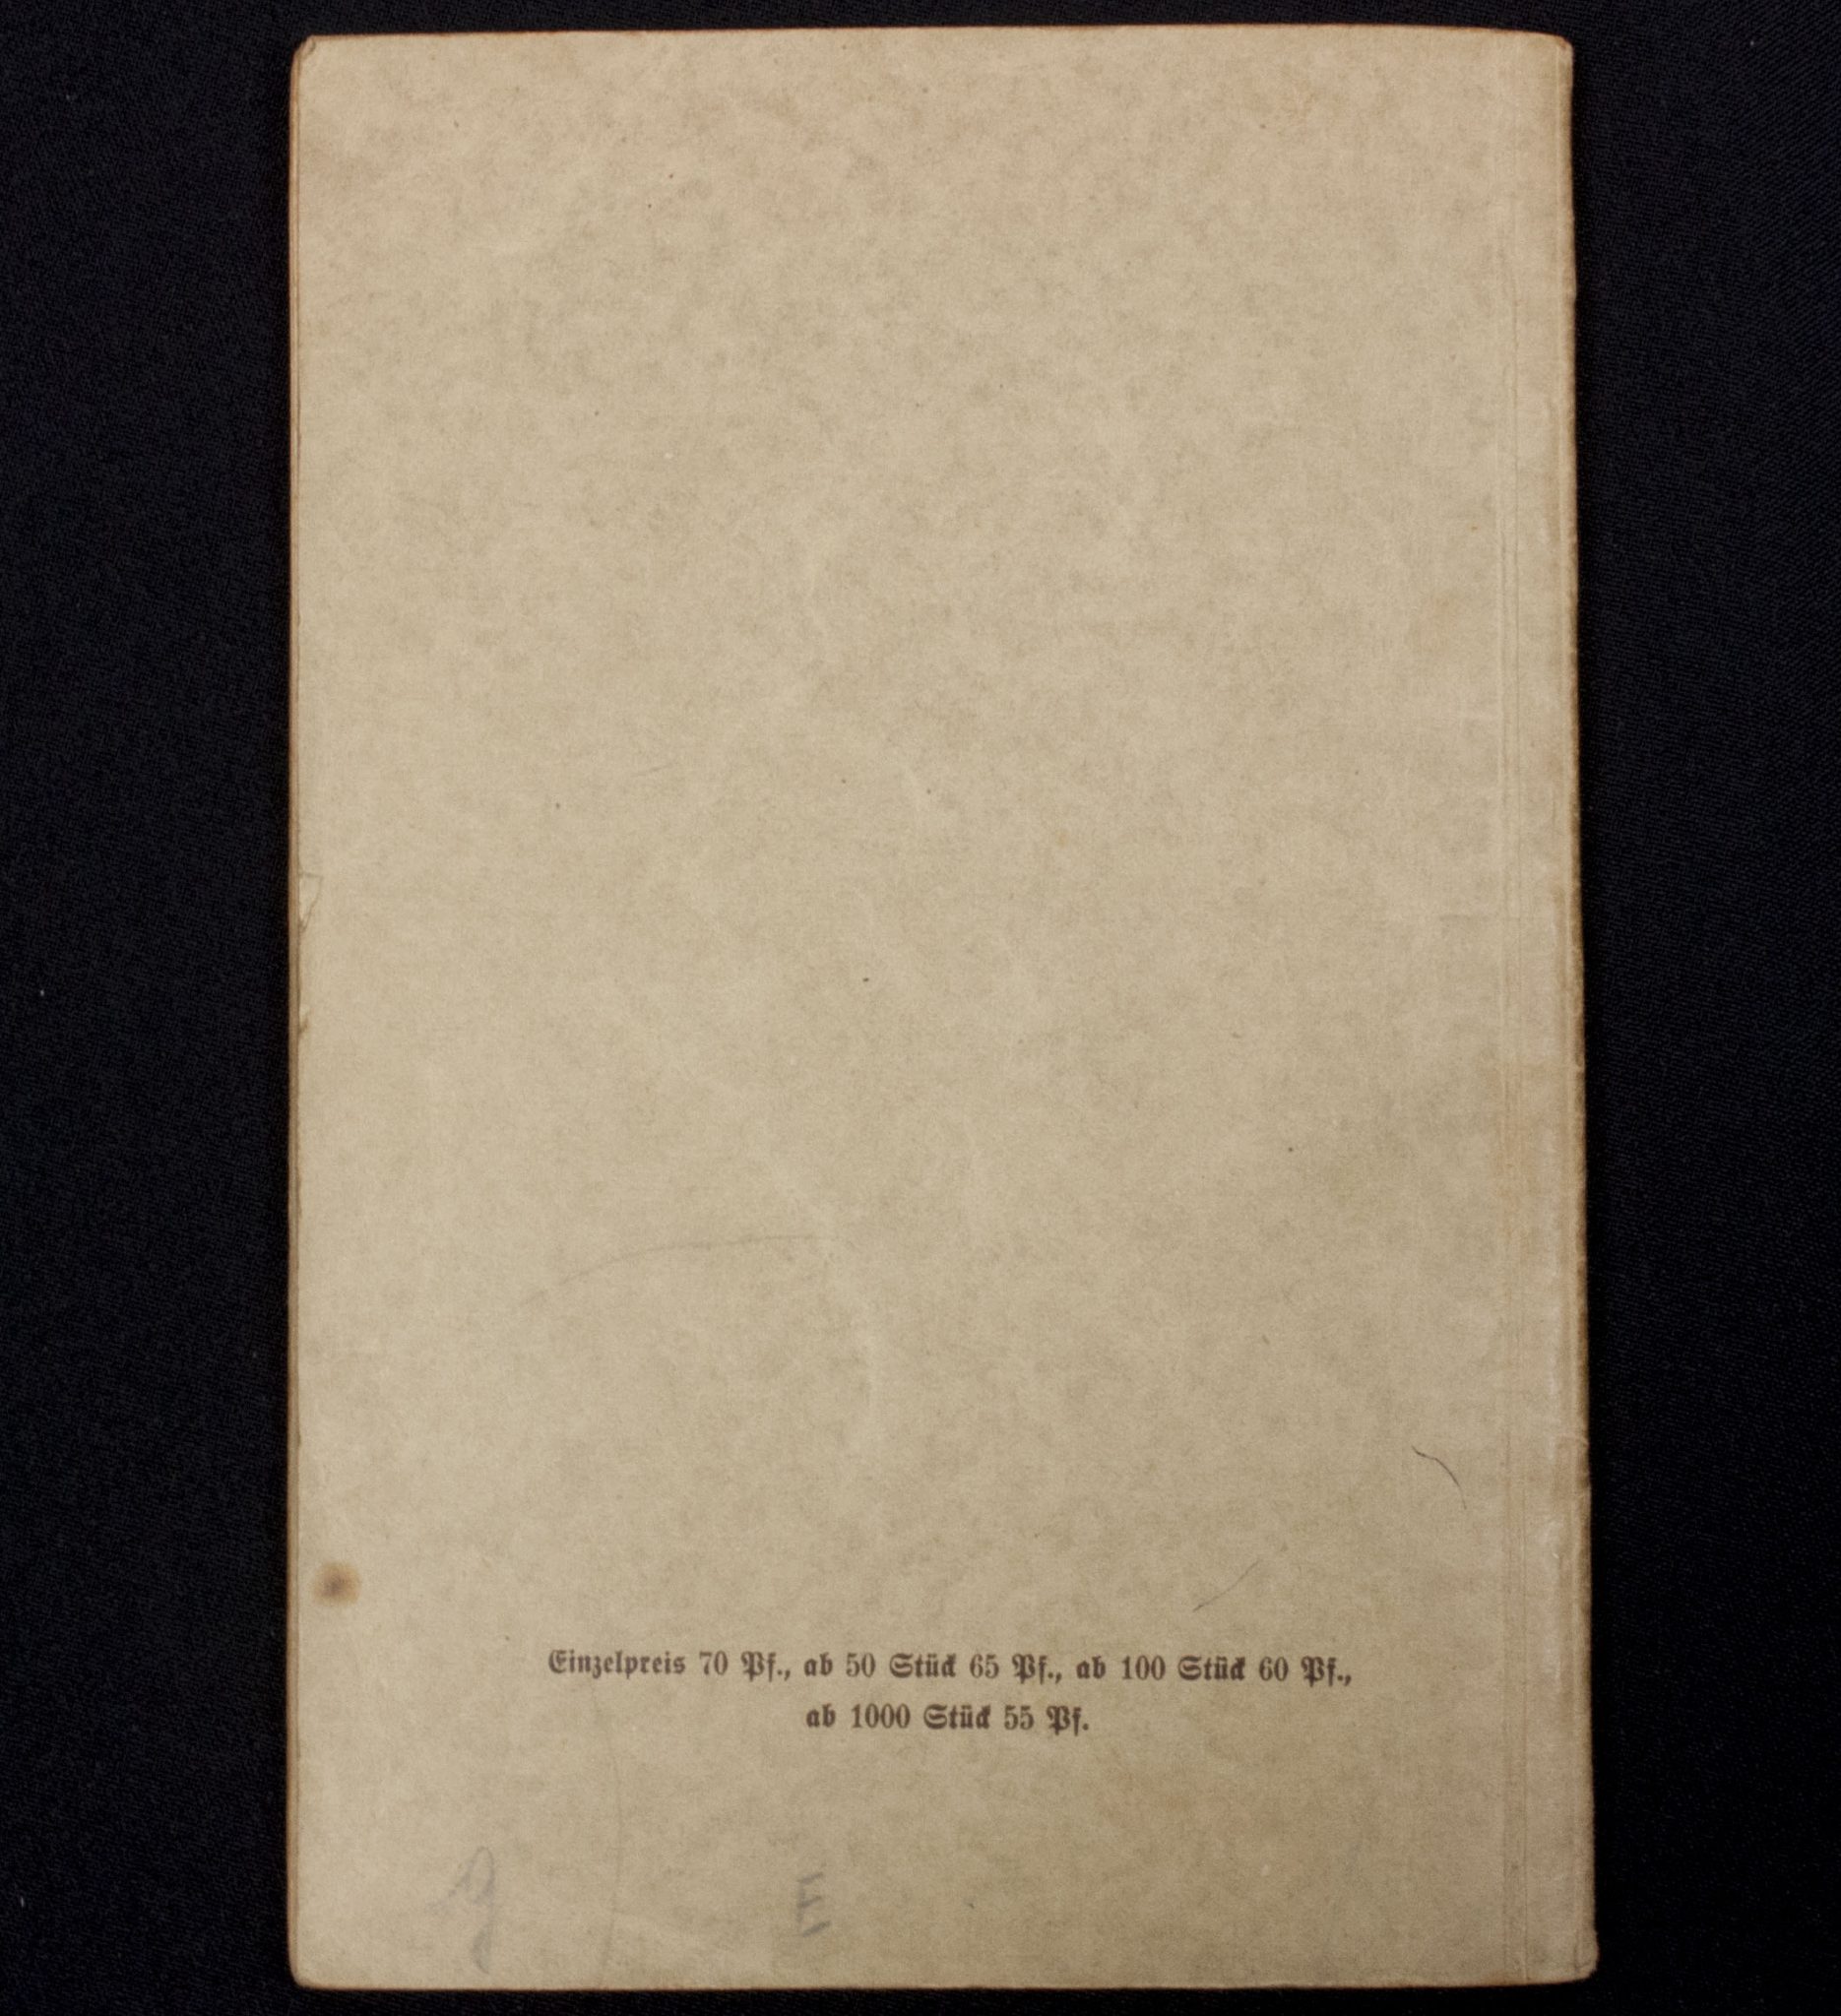 Einzelpreis 70 Pf., ab 50 Stück 65 Pf., ab 100 Stück 60 Pf.,
ab 1000 Stück 55 Pf.